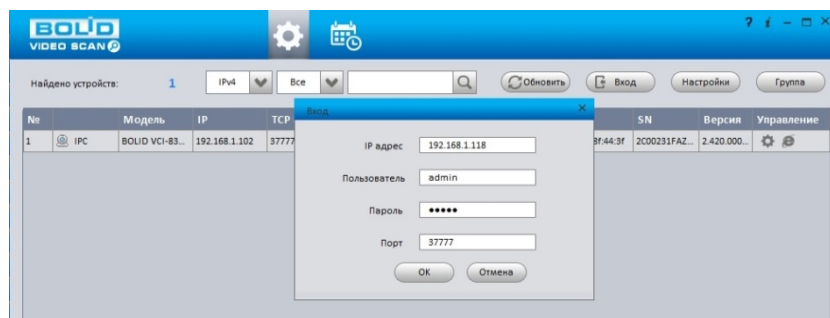 BOLID
VIDEO SCAN
? i
Найдено устройств: 1 IPv4 Все Обновить Вход Настройки Группа
№ Модель IP TCP SN Версия Управление
1 IPC BOLID VCI-83... 192.168.1.102 37777 3f:44:3f 2C00231FAZ... 2.420.000...
Вход
IP адрес 192.168.1.118
Пользователь admin
Пароль •••••
Порт 37777
OK Отмена